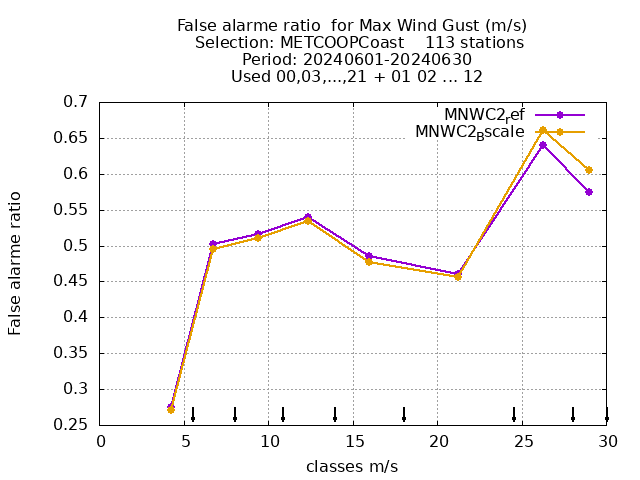 False alarme ratio  for Max Wind Gust (m/s)
Selection: METCOOPCoast    113 stations
Period: 20240601-20240630
Used 00,03,...,21 + 01 02 ... 12
MNWC2ref
MNWC2Bscale
0.7
0.65
0.6
0.55
0.5
0.45
0.4
0.35
0.3
0.25
False alarme ratio
0 5 10 15 20 25 30
classes m/s